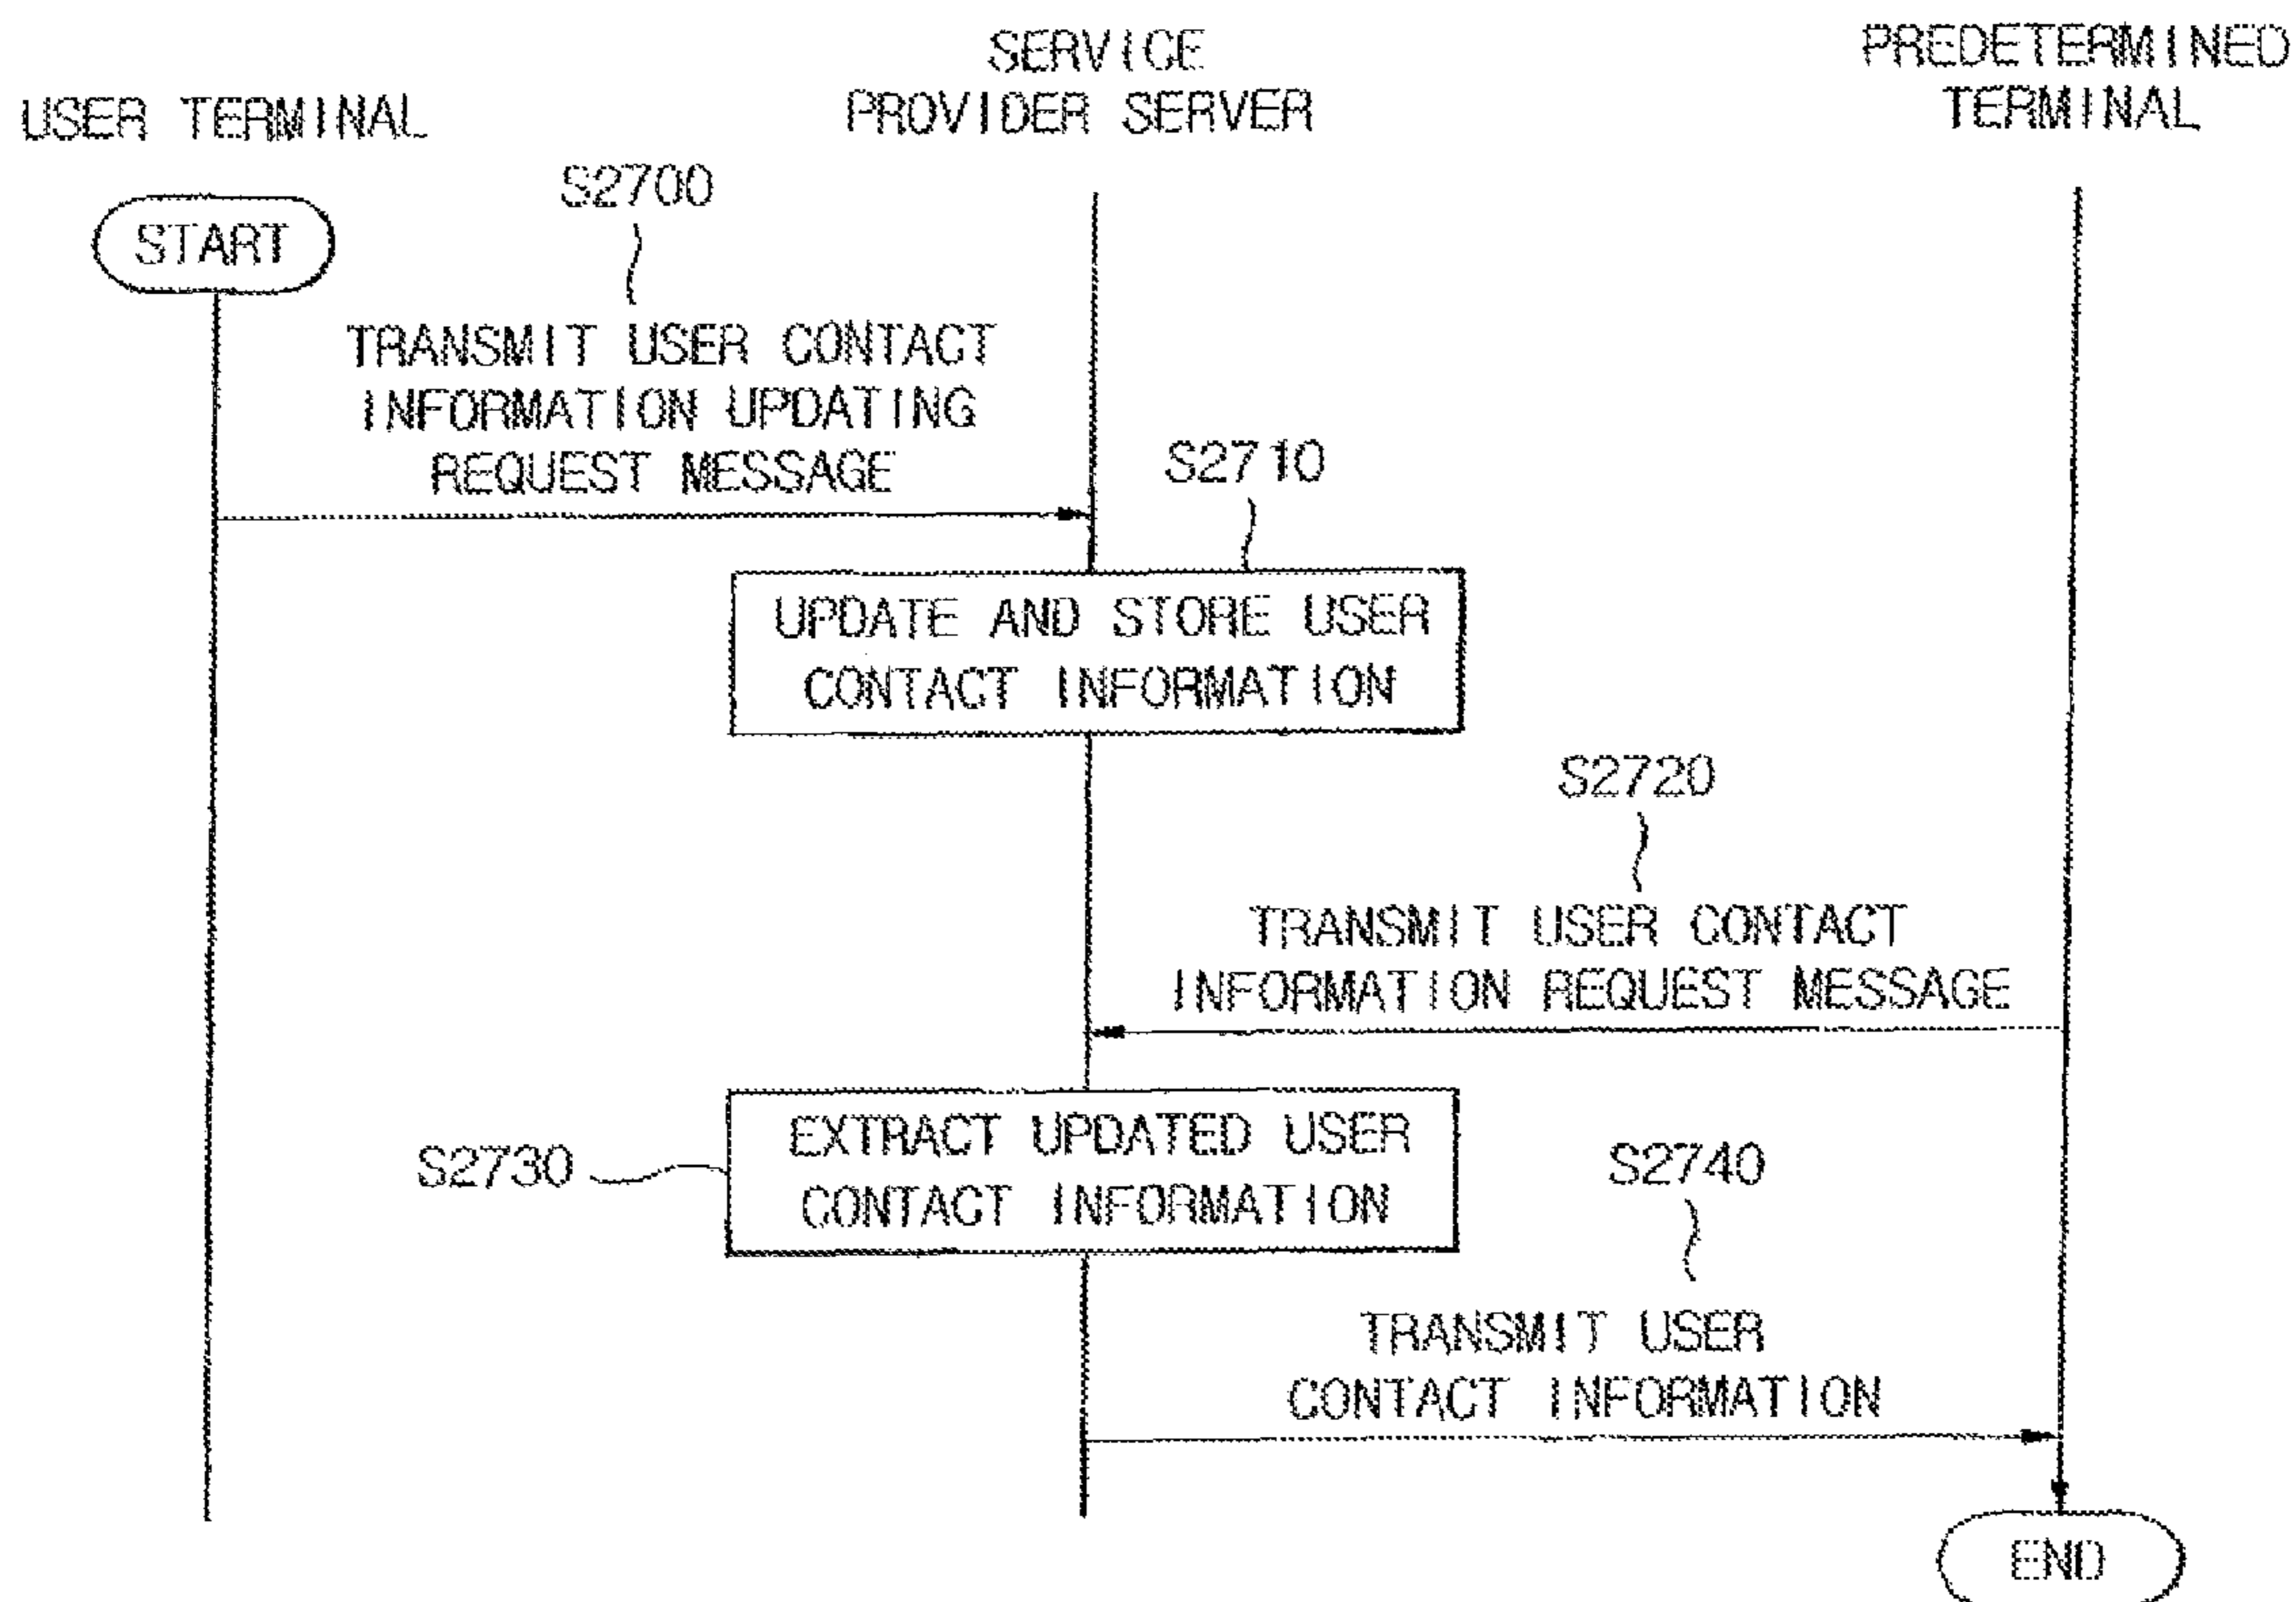 USER TERMINAL
SERVICE
PROVIDER SERVER
PREDETERMINED
TERMINAL
START
S2700
TRANSMIT USER CONTACT
INFORMATION UPDATING
REQUEST MESSAGE
S2710
UPDATE AND STORE USER
CONTACT INFORMATION
S2720
TRANSMIT USER CONTACT
INFORMATION REQUEST MESSAGE
S2730
EXTRACT UPDATED USER
CONTACT INFORMATION
S2740
TRANSMIT USER
CONTACT INFORMATION
END